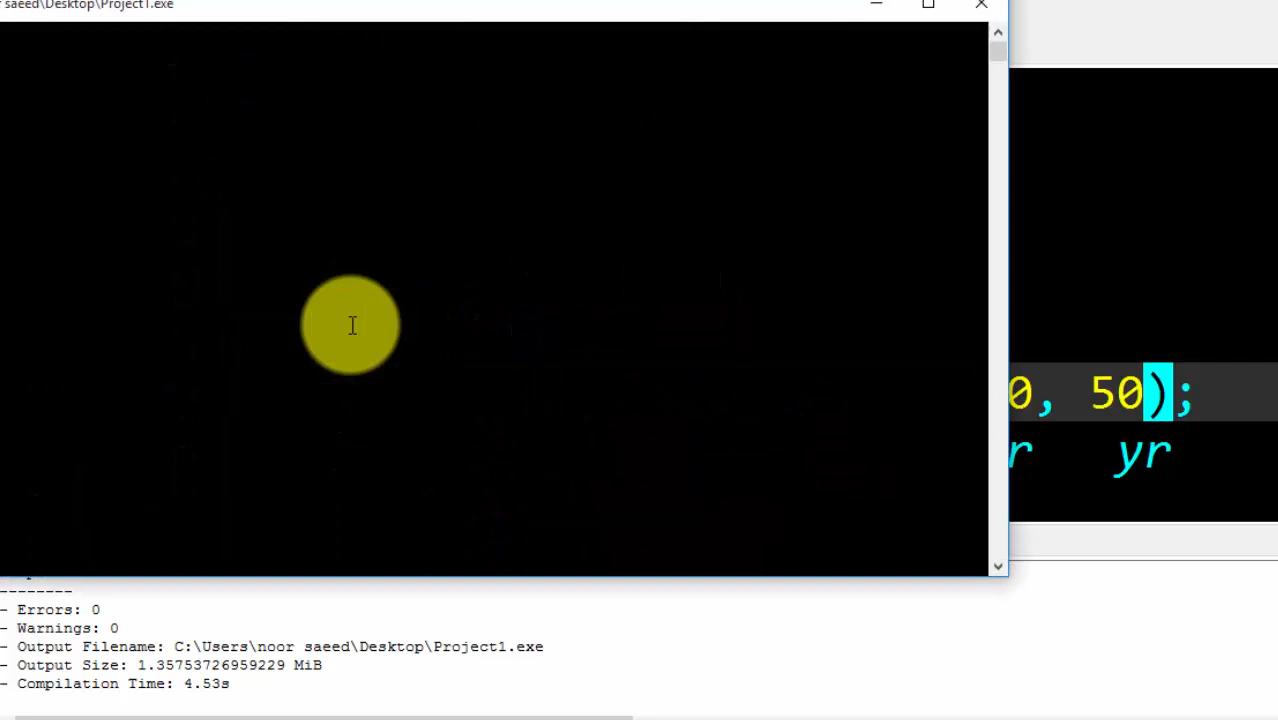 saeed\Desktop\Project1.exe
0, 50);
r yr
--------
- Errors: 0
- Warnings: 0
- Output Filename: C:\Users\noor saeed\Desktop\Project1.exe
- Output Size: 1.35753726959229 MiB
- Compilation Time: 4.53s